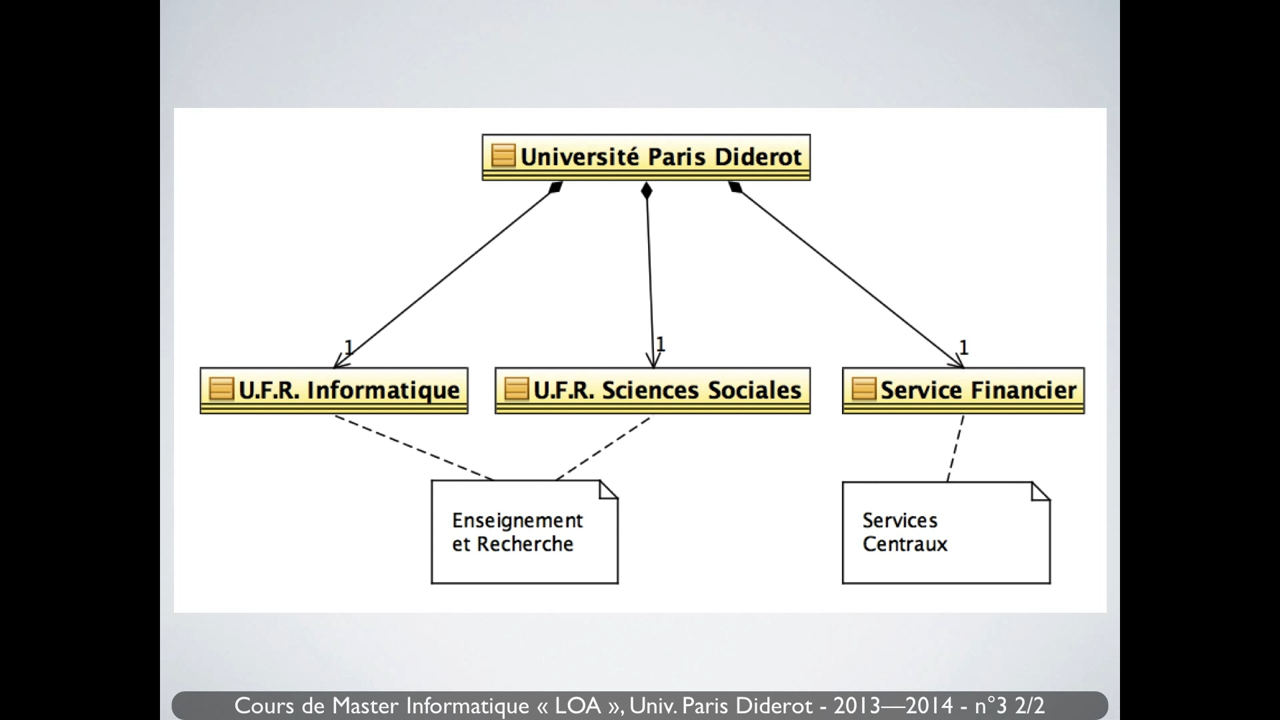 Université Paris Diderot
1
1
1
U.F.R. Informatique
U.F.R. Sciences Sociales
Service Financier
Enseignement
et Recherche
Services
Centraux
Cours de Master Informatique « LOA », Univ. Paris Diderot - 2013—2014 - n°3 2/2